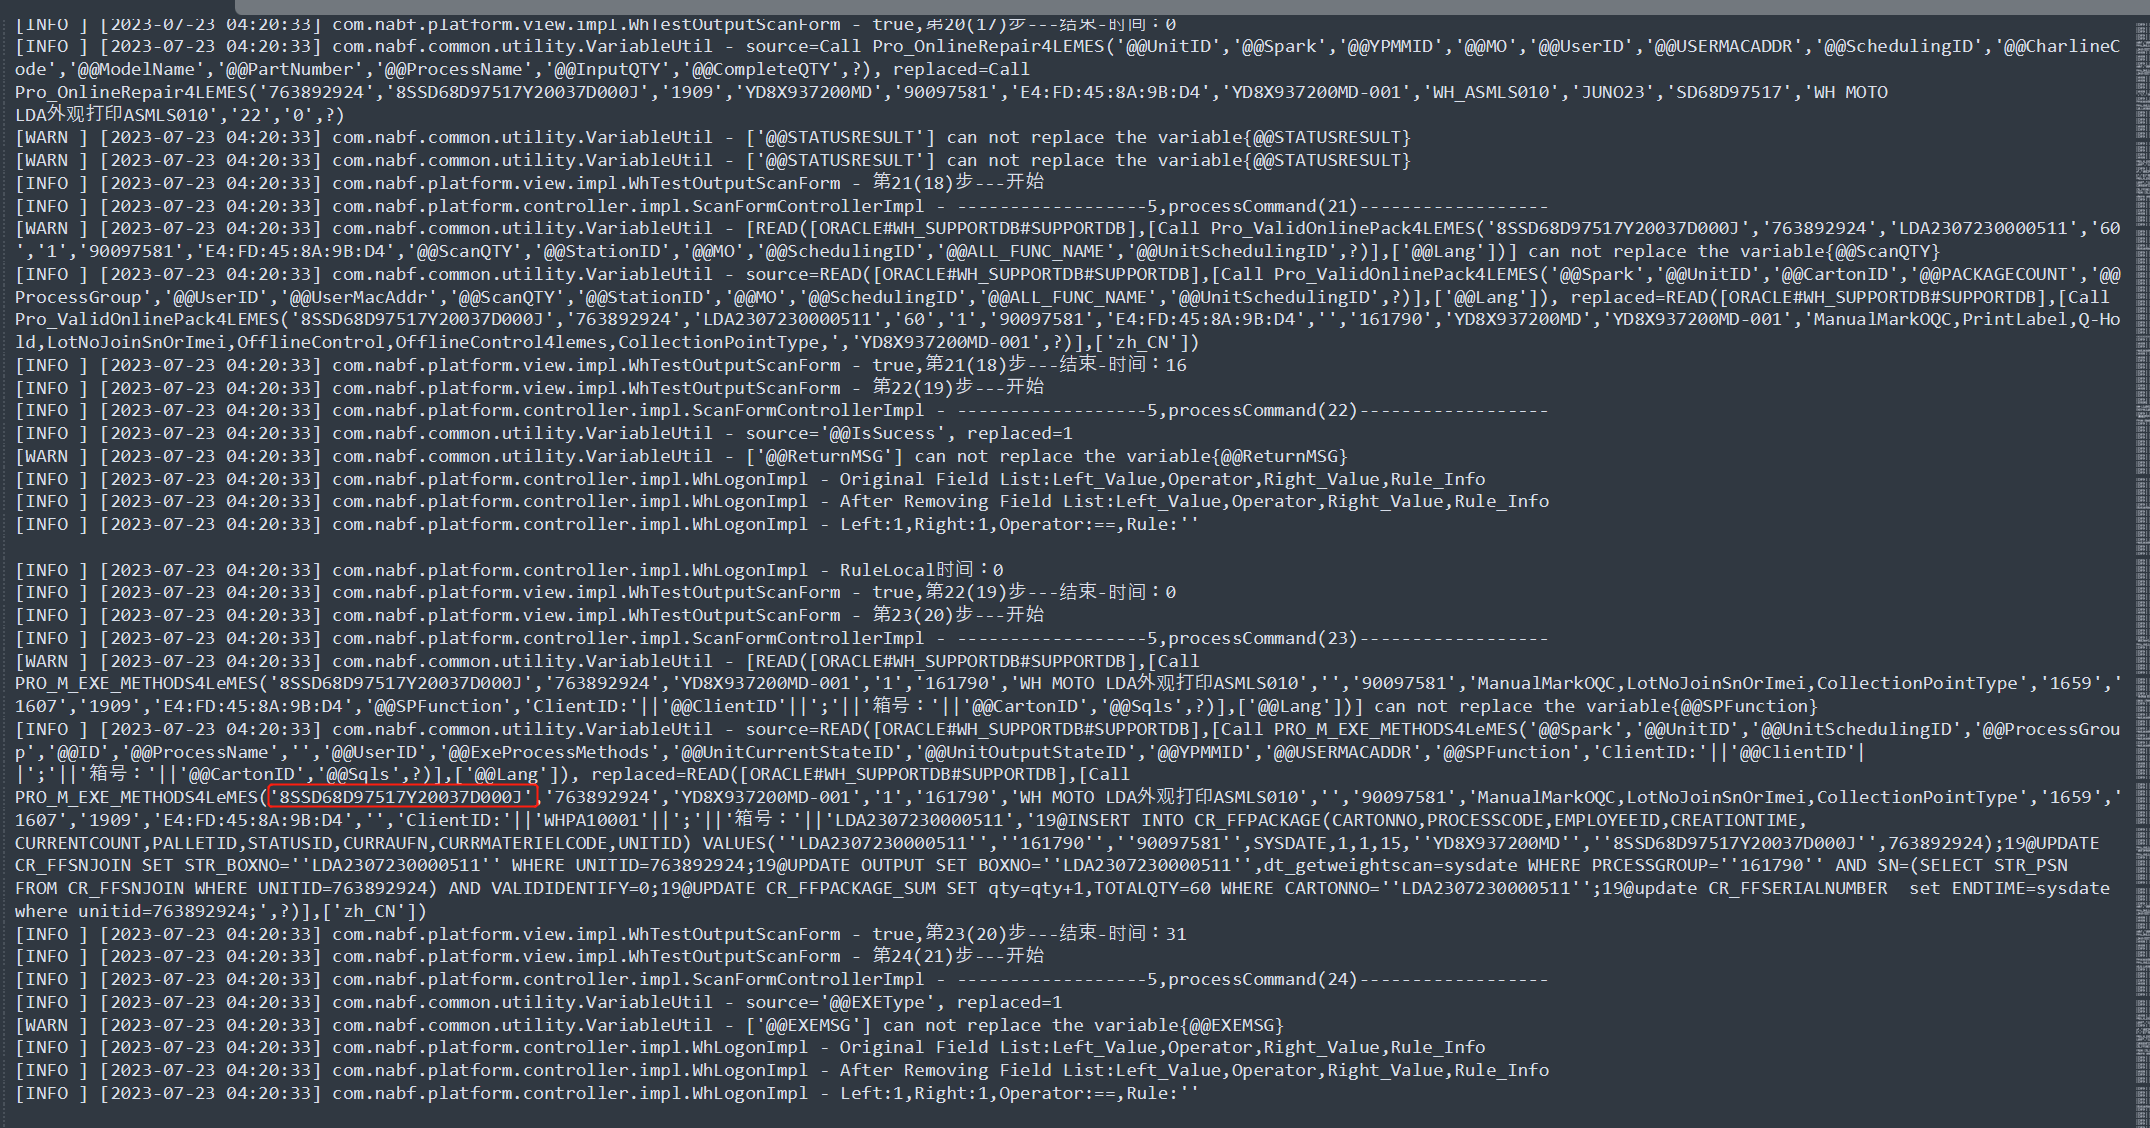 [INFO ] [2023-07-23 04:20:33] com.nabf.platform.view.impl.WhTestOutputScanForm - true,第20(17)步---结束-时间：0
[INFO ] [2023-07-23 04:20:33] com.nabf.common.utility.VariableUtil - source=Call Pro_OnlineRepair4LEMES('@@UnitID','@@Spark','@@YPMMID','@@MO','@@UserID','@@USERMACADDR','@@SchedulingID','@@CharlineC
ode','@@ModelName','@@PartNumber','@@ProcessName','@@InputQTY','@@CompleteQTY',?), replaced=Call
Pro_OnlineRepair4LEMES('763892924','8SSD68D97517Y20037D000J','1909','YD8X937200MD','90097581','E4:FD:45:8A:9B:D4','YD8X937200MD-001','WH_ASMLS010','JUNO23','SD68D97517','WH MOTO
LDA外观打印ASMLS010','22','0',?)
[WARN ] [2023-07-23 04:20:33] com.nabf.common.utility.VariableUtil - ['@@STATUSRESULT'] can not replace the variable{@@STATUSRESULT}
[WARN ] [2023-07-23 04:20:33] com.nabf.common.utility.VariableUtil - ['@@STATUSRESULT'] can not replace the variable{@@STATUSRESULT}
[INFO ] [2023-07-23 04:20:33] com.nabf.platform.view.impl.WhTestOutputScanForm - 第21(18)步---开始
[INFO ] [2023-07-23 04:20:33] com.nabf.platform.controller.impl.ScanFormControllerImpl - ------------------5,processCommand(21)------------------
[WARN ] [2023-07-23 04:20:33] com.nabf.common.utility.VariableUtil - [READ([ORACLE#WH_SUPPORTDB#SUPPORTDB],[Call Pro_ValidOnlinePack4LEMES('8SSD68D97517Y20037D000J','763892924','LDA2307230000511','60
','1','90097581','E4:FD:45:8A:9B:D4','@@ScanQTY','@@StationID','@@MO','@@SchedulingID','@@ALL_FUNC_NAME','@@UnitSchedulingID',?)],['@@Lang'])] can not replace the variable{@@ScanQTY}
[INFO ] [2023-07-23 04:20:33] com.nabf.common.utility.VariableUtil - source=READ([ORACLE#WH_SUPPORTDB#SUPPORTDB],[Call Pro_ValidOnlinePack4LEMES('@@Spark','@@UnitID','@@CartonID','@@PACKAGECOUNT','@@
ProcessGroup','@@UserID','@@UserMacAddr','@@ScanQTY','@@StationID','@@MO','@@SchedulingID','@@ALL_FUNC_NAME','@@UnitSchedulingID',?)],['@@Lang']), replaced=READ([ORACLE#WH_SUPPORTDB#SUPPORTDB],[Call
Pro_ValidOnlinePack4LEMES('8SSD68D97517Y20037D000J','763892924','LDA2307230000511','60','1','90097581','E4:FD:45:8A:9B:D4','','161790','YD8X937200MD','YD8X937200MD-001','ManualMarkOQC,PrintLabel,Q-Ho
ld,LotNoJoinSnOrImei,OfflineControl,OfflineControl4lemes,CollectionPointType,','YD8X937200MD-001',?)],['zh_CN'])
[INFO ] [2023-07-23 04:20:33] com.nabf.platform.view.impl.WhTestOutputScanForm - true,第21(18)步---结束-时间：16
[INFO ] [2023-07-23 04:20:33] com.nabf.platform.view.impl.WhTestOutputScanForm - 第22(19)步---开始
[INFO ] [2023-07-23 04:20:33] com.nabf.platform.controller.impl.ScanFormControllerImpl - ------------------5,processCommand(22)------------------
[INFO ] [2023-07-23 04:20:33] com.nabf.common.utility.VariableUtil - source='@@IsSucess', replaced=1
[WARN ] [2023-07-23 04:20:33] com.nabf.common.utility.VariableUtil - ['@@ReturnMSG'] can not replace the variable{@@ReturnMSG}
[INFO ] [2023-07-23 04:20:33] com.nabf.platform.controller.impl.WhLogonImpl - Original Field List:Left_Value,Operator,Right_Value,Rule_Info
[INFO ] [2023-07-23 04:20:33] com.nabf.platform.controller.impl.WhLogonImpl - After Removing Field List:Left_Value,Operator,Right_Value,Rule_Info
[INFO ] [2023-07-23 04:20:33] com.nabf.platform.controller.impl.WhLogonImpl - Left:1,Right:1,Operator:==,Rule:''
[INFO ] [2023-07-23 04:20:33] com.nabf.platform.controller.impl.WhLogonImpl - RuleLocal时间：0
[INFO ] [2023-07-23 04:20:33] com.nabf.platform.view.impl.WhTestOutputScanForm - true,第22(19)步---结束-时间：0
[INFO ] [2023-07-23 04:20:33] com.nabf.platform.view.impl.WhTestOutputScanForm - 第23(20)步---开始
[INFO ] [2023-07-23 04:20:33] com.nabf.platform.controller.impl.ScanFormControllerImpl - ------------------5,processCommand(23)------------------
[WARN ] [2023-07-23 04:20:33] com.nabf.common.utility.VariableUtil - [READ([ORACLE#WH_SUPPORTDB#SUPPORTDB],[Call
PRO_M_EXE_METHODS4LeMES('8SSD68D97517Y20037D000J','763892924','YD8X937200MD-001','1','161790','WH MOTO LDA外观打印ASMLS010','','90097581','ManualMarkOQC,LotNoJoinSnOrImei,CollectionPointType','1659','
1607','1909','E4:FD:45:8A:9B:D4','@@SPFunction','ClientID:'||'@@ClientID'||';'||'箱号：'||'@@CartonID','@@Sqls',?)],['@@Lang'])] can not replace the variable{@@SPFunction}
[INFO ] [2023-07-23 04:20:33] com.nabf.common.utility.VariableUtil - source=READ([ORACLE#WH_SUPPORTDB#SUPPORTDB],[Call PRO_M_EXE_METHODS4LeMES('@@Spark','@@UnitID','@@UnitSchedulingID','@@ProcessGrou
p','@@ID','@@ProcessName','','@@UserID','@@ExeProcessMethods','@@UnitCurrentStateID','@@UnitOutputStateID','@@YPMMID','@@USERMACADDR','@@SPFunction','ClientID:'||'@@ClientID'|
|';'||'箱号：'||'@@CartonID','@@Sqls',?)],['@@Lang']), replaced=READ([ORACLE#WH_SUPPORTDB#SUPPORTDB],[Call
PRO_M_EXE_METHODS4LeMES('8SSD68D97517Y20037D000J','763892924','YD8X937200MD-001','1','161790','WH MOTO LDA外观打印ASMLS010','','90097581','ManualMarkOQC,LotNoJoinSnOrImei,CollectionPointType','1659','
1607','1909','E4:FD:45:8A:9B:D4','','ClientID:'||'WHPA10001'||';'||'箱号：'||'LDA2307230000511','19@INSERT INTO CR_FFPACKAGE(CARTONNO,PROCESSCODE,EMPLOYEEID,CREATIONTIME,
CURRENTCOUNT,PALLETID,STATUSID,CURRAUFN,CURRMATERIELCODE,UNITID) VALUES(''LDA2307230000511'',''161790'',''90097581'',SYSDATE,1,1,15,''YD8X937200MD'',''8SSD68D97517Y20037D000J'',763892924);19@UPDATE
CR_FFSNJOIN SET STR_BOXNO=''LDA2307230000511'' WHERE UNITID=763892924;19@UPDATE OUTPUT SET BOXNO=''LDA2307230000511'',dt_getweightscan=sysdate WHERE PRCESSGROUP=''161790'' AND SN=(SELECT STR_PSN
FROM CR_FFSNJOIN WHERE UNITID=763892924) AND VALIDIDENTIFY=0;19@UPDATE CR_FFPACKAGE_SUM SET qty=qty+1,TOTALQTY=60 WHERE CARTONNO=''LDA2307230000511'';19@update CR_FFSERIALNUMBER  set ENDTIME=sysdate
where unitid=763892924;',?)],['zh_CN'])
[INFO ] [2023-07-23 04:20:33] com.nabf.platform.view.impl.WhTestOutputScanForm - true,第23(20)步---结束-时间：31
[INFO ] [2023-07-23 04:20:33] com.nabf.platform.view.impl.WhTestOutputScanForm - 第24(21)步---开始
[INFO ] [2023-07-23 04:20:33] com.nabf.platform.controller.impl.ScanFormControllerImpl - ------------------5,processCommand(24)------------------
[INFO ] [2023-07-23 04:20:33] com.nabf.common.utility.VariableUtil - source='@@EXEType', replaced=1
[WARN ] [2023-07-23 04:20:33] com.nabf.common.utility.VariableUtil - ['@@EXEMSG'] can not replace the variable{@@EXEMSG}
[INFO ] [2023-07-23 04:20:33] com.nabf.platform.controller.impl.WhLogonImpl - Original Field List:Left_Value,Operator,Right_Value,Rule_Info
[INFO ] [2023-07-23 04:20:33] com.nabf.platform.controller.impl.WhLogonImpl - After Removing Field List:Left_Value,Operator,Right_Value,Rule_Info
[INFO ] [2023-07-23 04:20:33] com.nabf.platform.controller.impl.WhLogonImpl - Left:1,Right:1,Operator:==,Rule:''